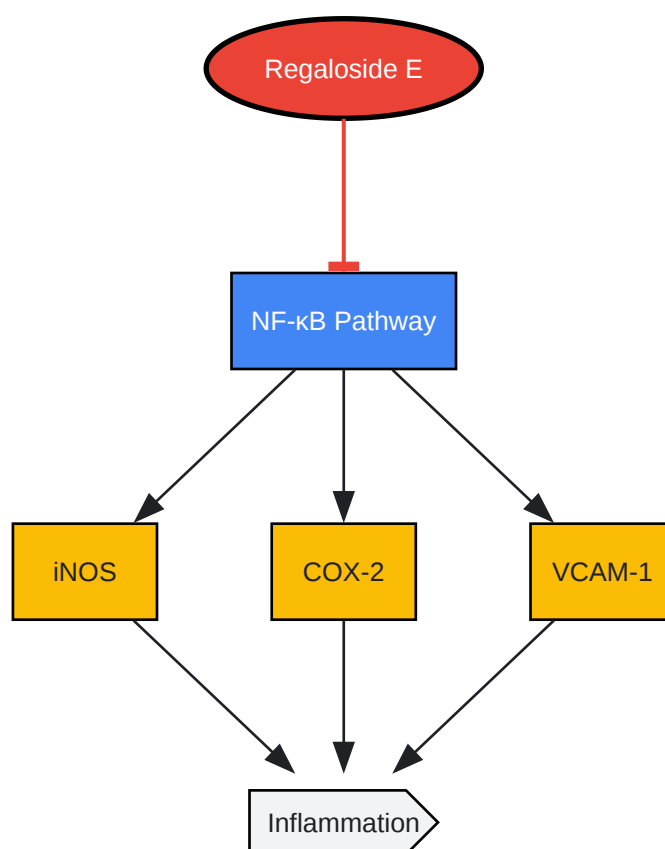 Regaloside E
NF-κB Pathway
iNOS
COX-2
VCAM-1
Inflammation